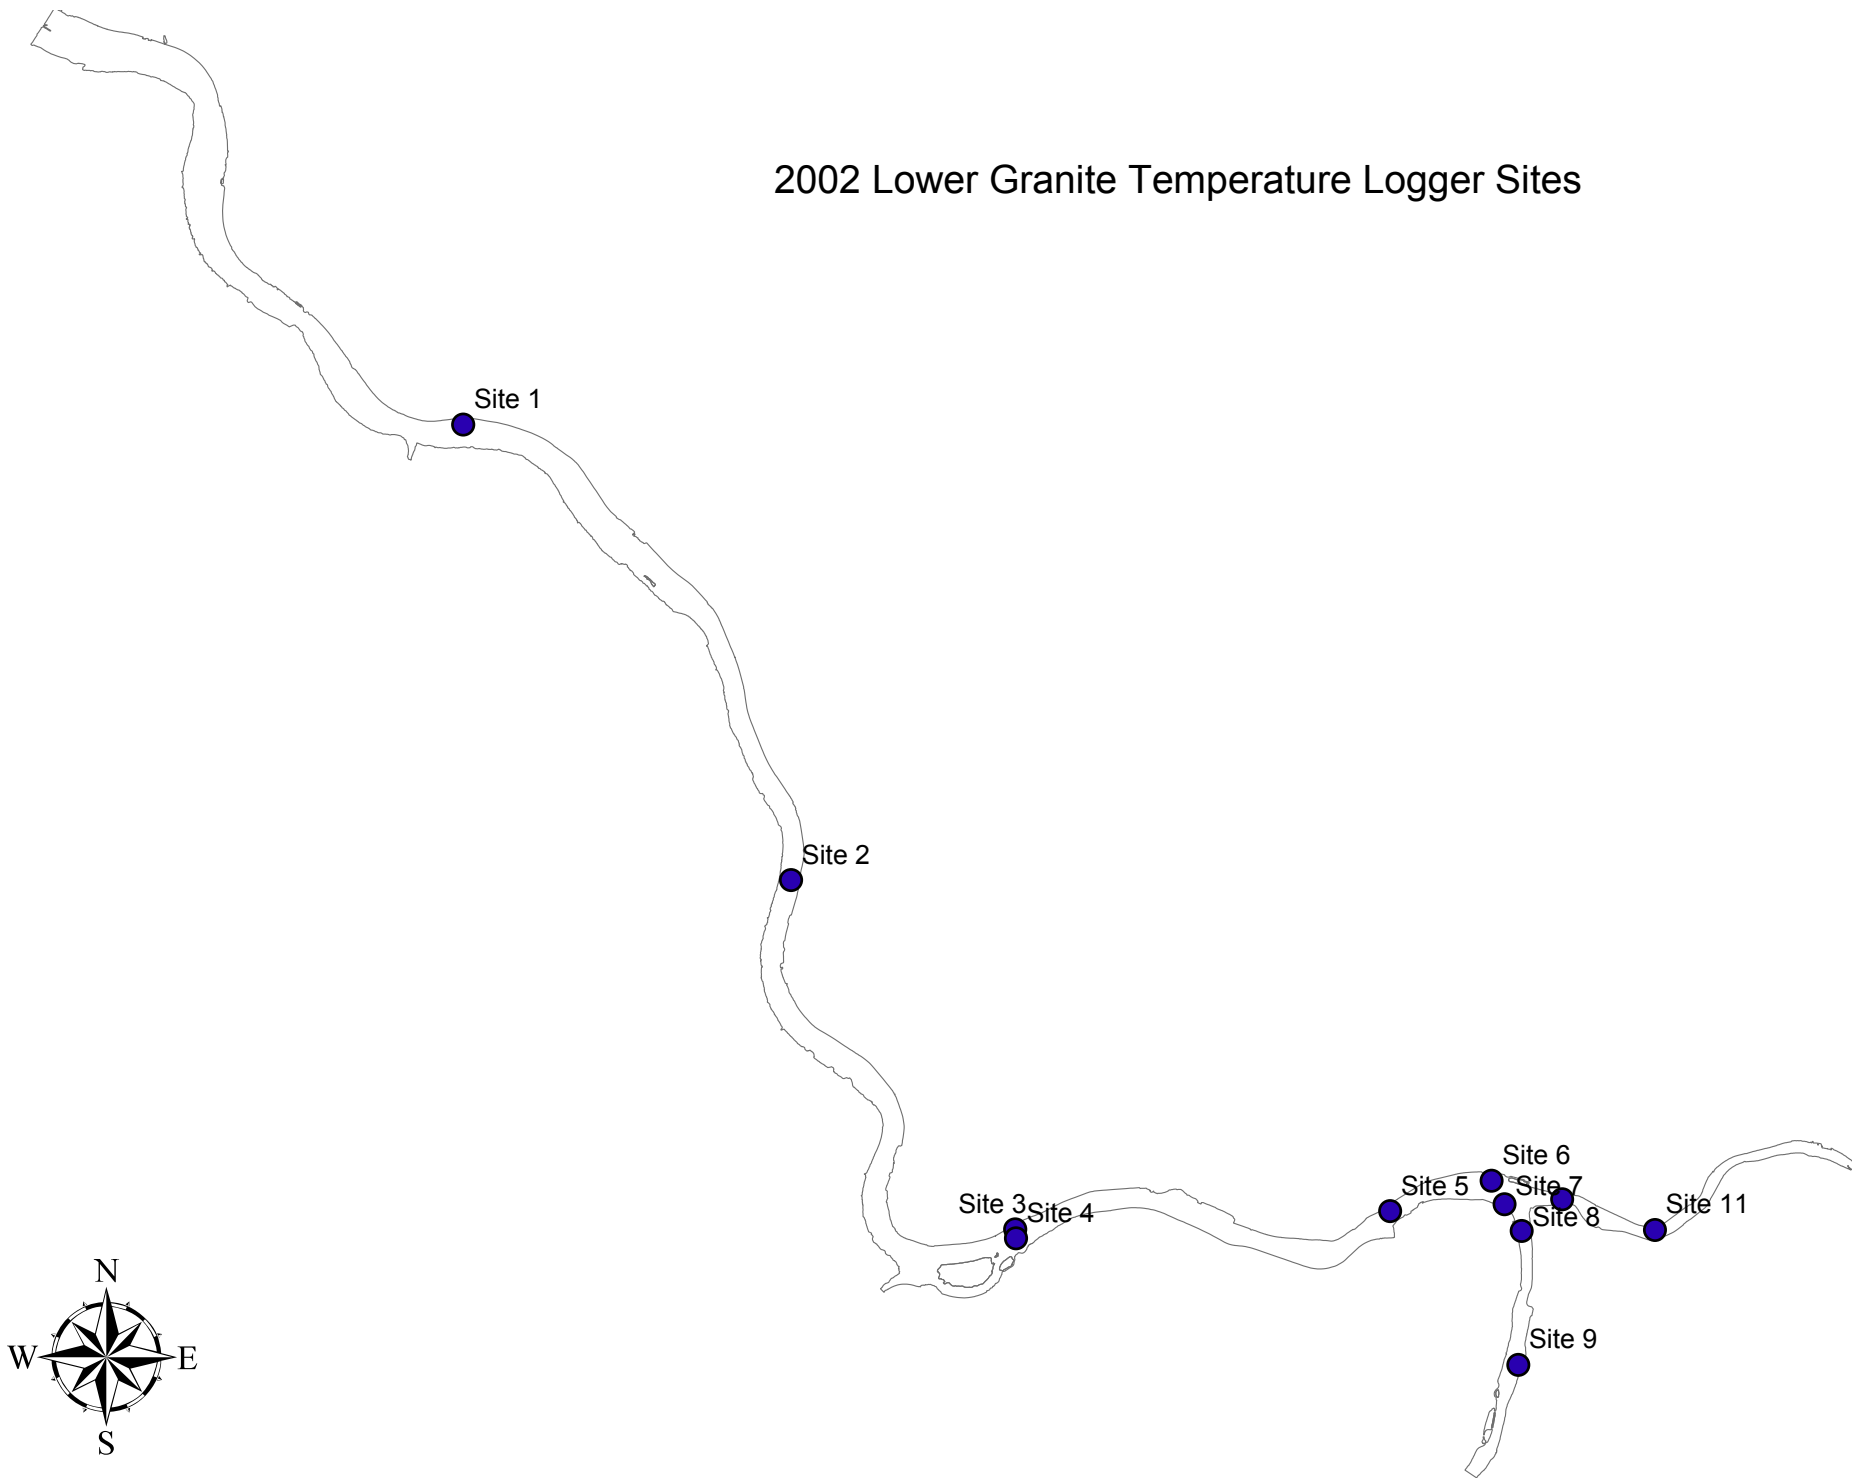 2002 Lower Granite Temperature Logger Sites
Site 1
Site 2
Site 6
Site 5
Site 7
Site 3
Site 4
Site 11
Site 8
N
W
E
S
Site 9